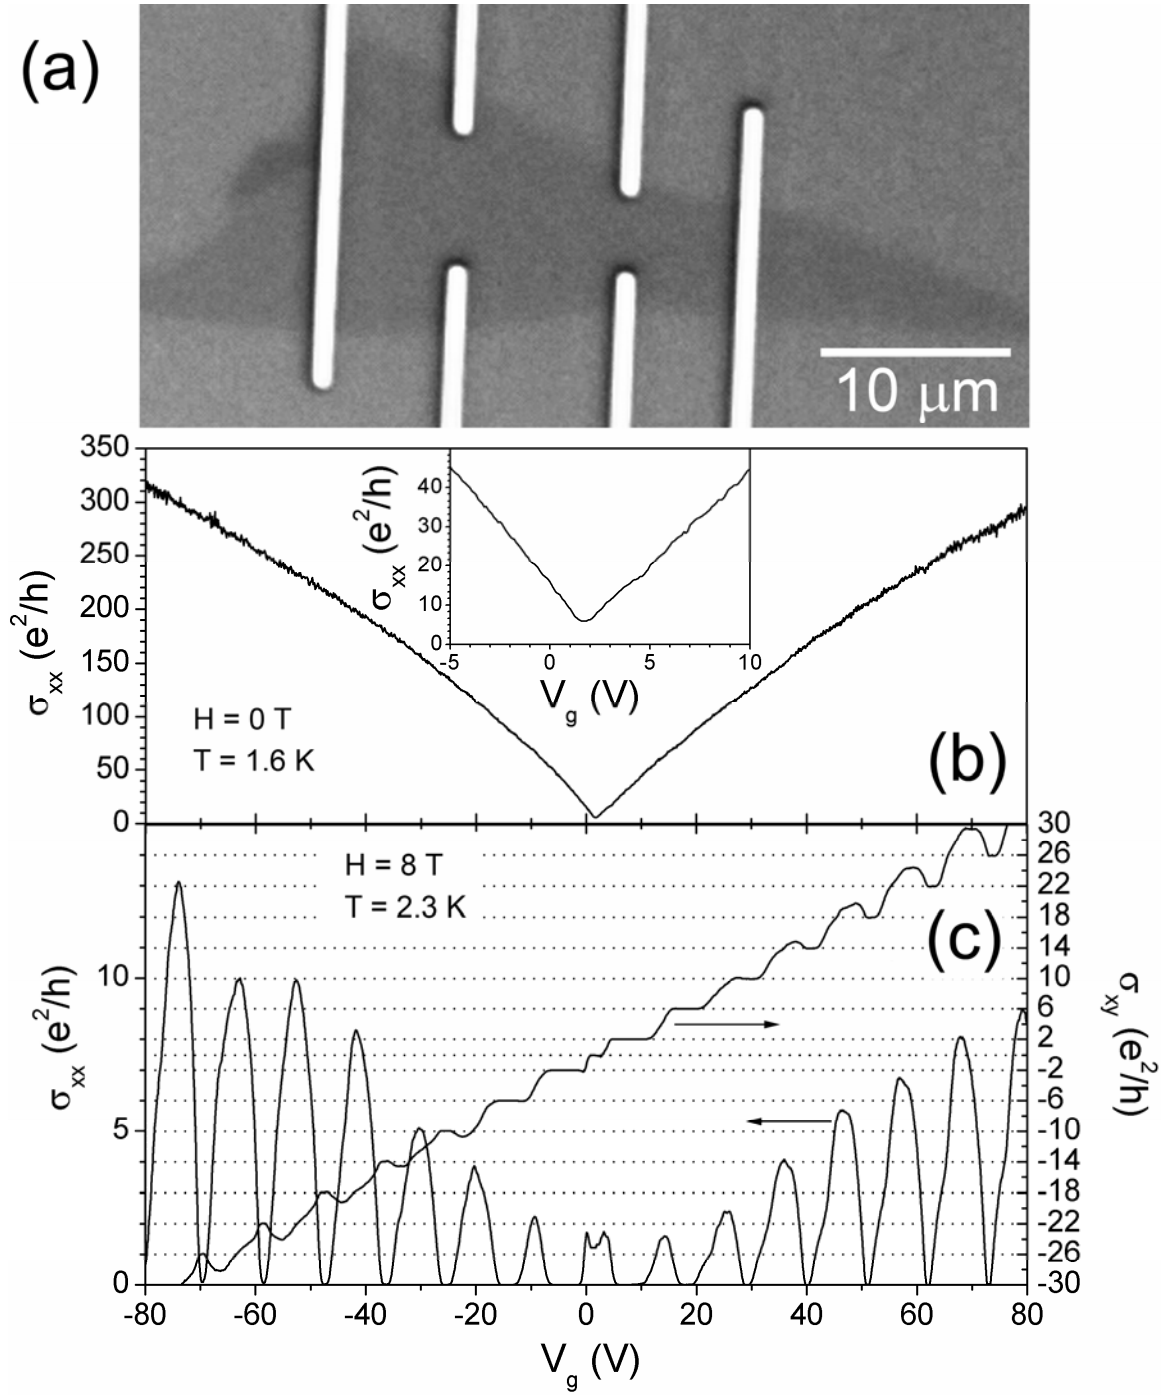 (a)
10 μm
350
300
250
200
150
100
50
0
σxx (e²/h)
40
30
20
10
0
σxx (e²/h)
-5 0 5 10
Vg (V)
H = 0 T
T = 1.6 K
(b)
H = 8 T
T = 2.3 K
(c)
10
5
0
σxx (e²/h)
30
26
22
18
14
10
6
2
-2
-6
-10
-14
-18
-22
-26
-30
σxy (e²/h)
-80 -60 -40 -20 0 20 40 60 80
Vg (V)